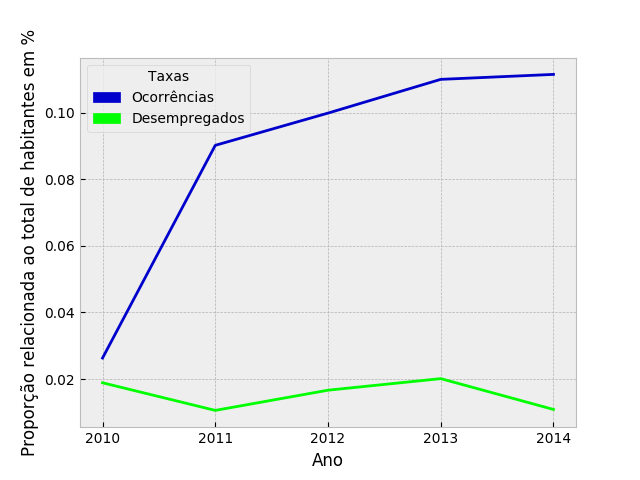 Proporção relacionada ao total de habitantes em %
Taxas
Ocorrências
Desempregados
0.10
0.08
0.06
0.04
0.02
2010 2011 2012 2013 2014
Ano